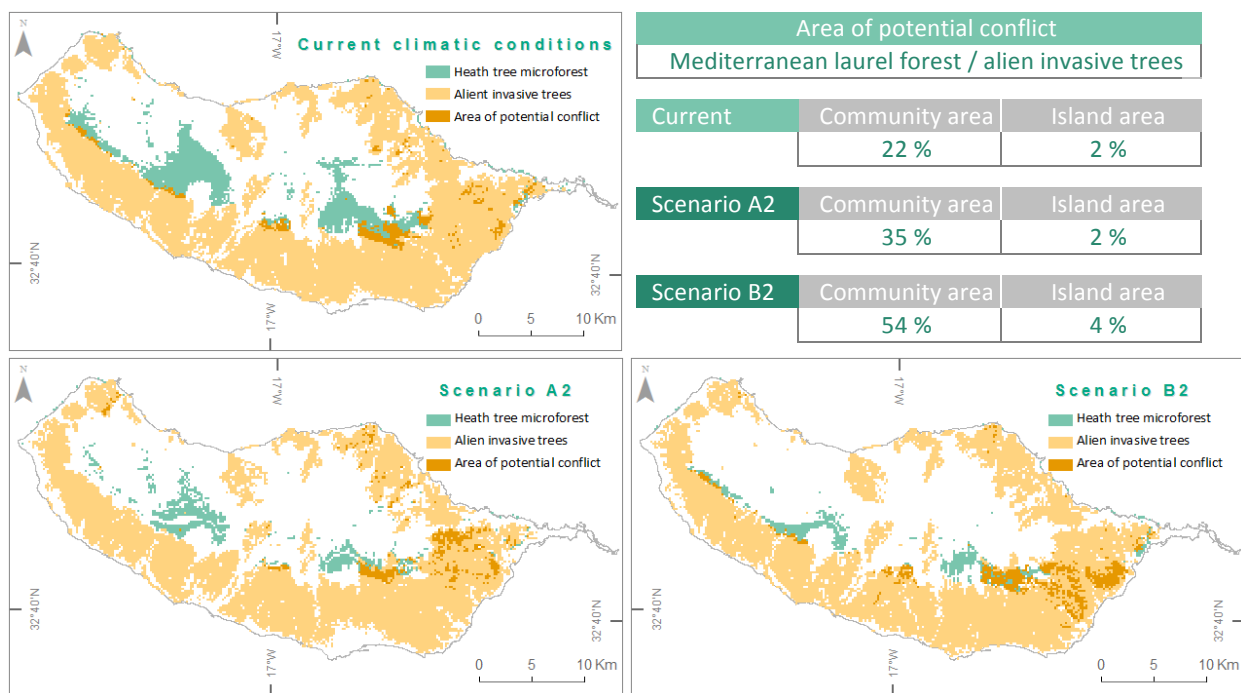 N
17°W
Current climatic conditions
Heath tree microforest
Alient invasive trees
Area of potential conflict
32°40'N
32°40'N
17°W
0 5 10 Km
Area of potential conflict
Mediterranean laurel forest / alien invasive trees
Current Community area Island area
22 % 2 %
Scenario A2 Community area Island area
35 % 2 %
Scenario B2 Community area Island area
54 % 4 %
N
17°W
Scenario A2
Heath tree microforest
Alien invasive trees
Area of potential conflict
32°40'N
32°40'N
17°W
0 5 10 Km
N
17°W
Scenario B2
Heath tree microforest
Alien invasive trees
Area of potential conflict
32°40'N
32°40'N
17°W
0 5 10 Km